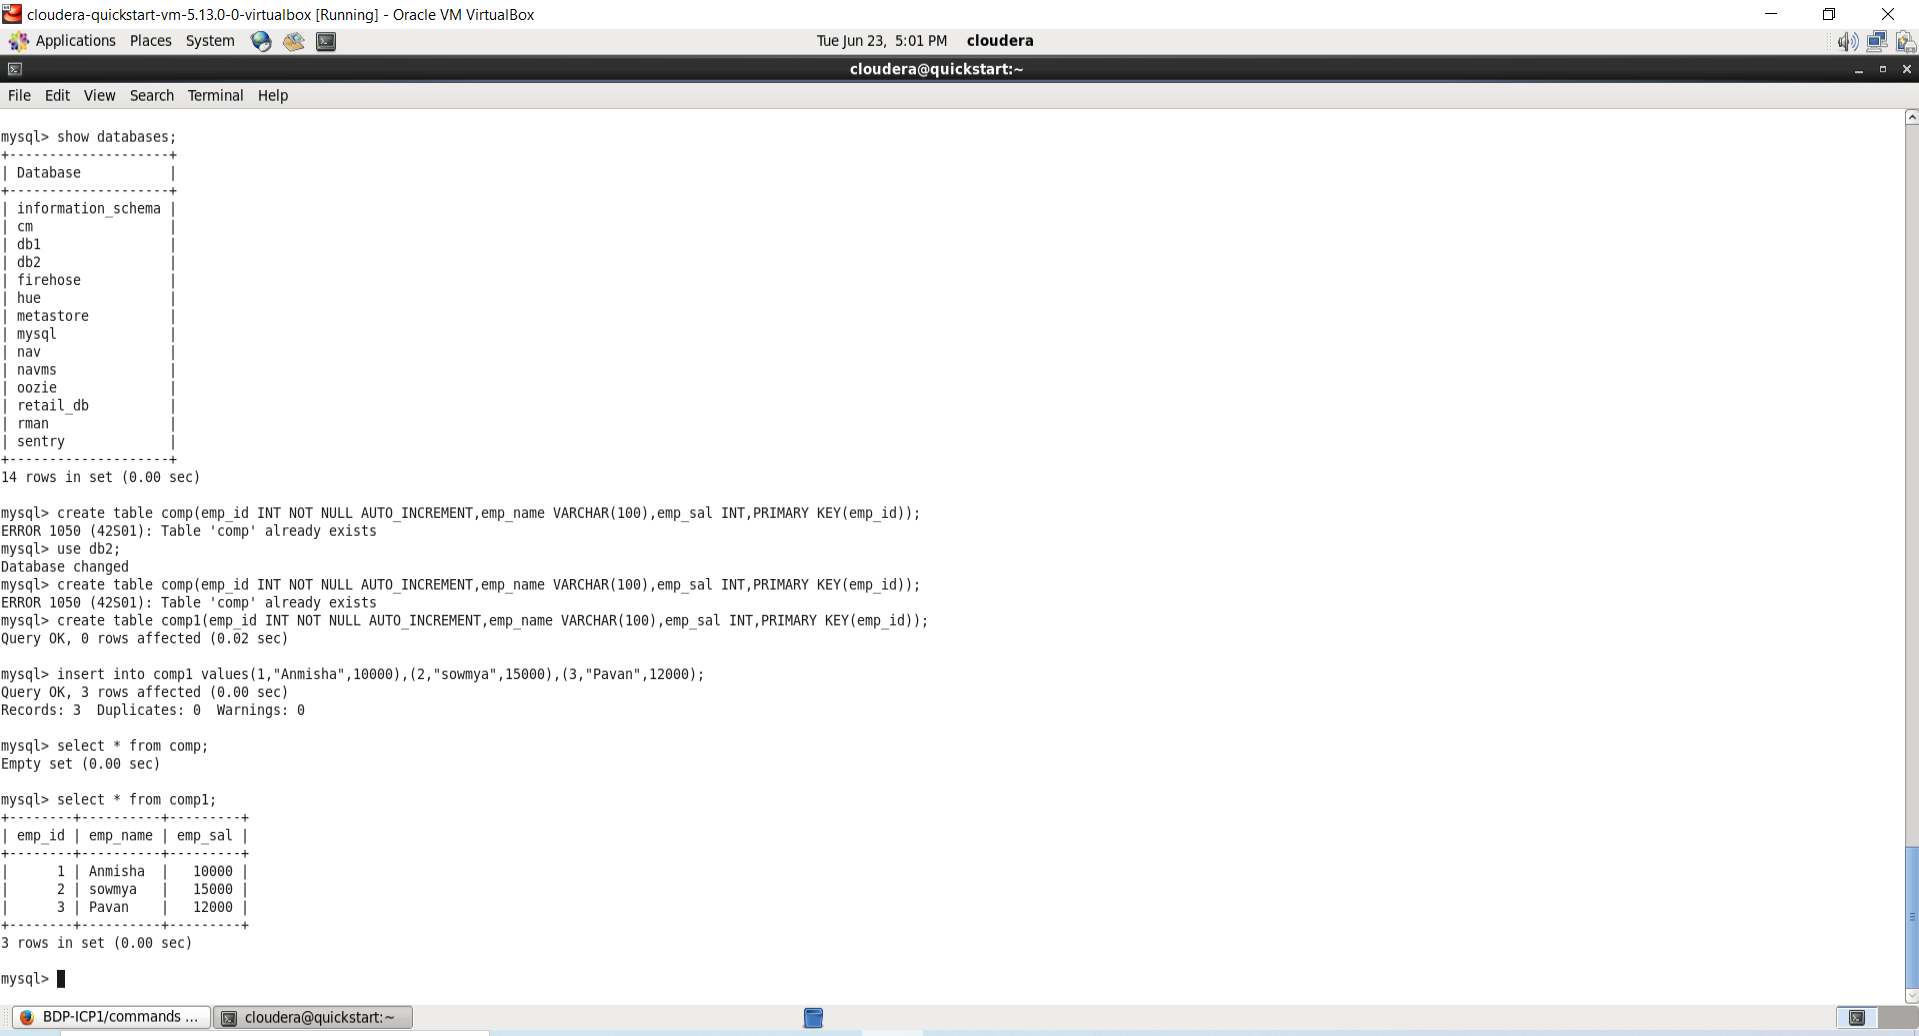 cloudera-quickstart-vm-5.13.0-0-virtualbox [Running] - Oracle VM VirtualBox
Applications Places System Tue Jun 23, 5:01 PM cloudera
cloudera@quickstart:~
File Edit View Search Terminal Help
mysql> show databases;
+--------------------+
| Database           |
+--------------------+
| information_schema |
| cm                 |
| db1                |
| db2                |
| firehose           |
| hue                |
| metastore          |
| mysql              |
| nav                |
| navms              |
| oozie              |
| retail_db          |
| rman               |
| sentry             |
+--------------------+
14 rows in set (0.00 sec)
mysql> create table comp(emp_id INT NOT NULL AUTO_INCREMENT,emp_name VARCHAR(100),emp_sal INT,PRIMARY KEY(emp_id));
ERROR 1050 (42S01): Table 'comp' already exists
mysql> use db2;
Database changed
mysql> create table comp(emp_id INT NOT NULL AUTO_INCREMENT,emp_name VARCHAR(100),emp_sal INT,PRIMARY KEY(emp_id));
ERROR 1050 (42S01): Table 'comp' already exists
mysql> create table comp1(emp_id INT NOT NULL AUTO_INCREMENT,emp_name VARCHAR(100),emp_sal INT,PRIMARY KEY(emp_id));
Query OK, 0 rows affected (0.02 sec)
mysql> insert into comp1 values(1,"Anmisha",10000),(2,"sowmya",15000),(3,"Pavan",12000);
Query OK, 3 rows affected (0.00 sec)
Records: 3  Duplicates: 0  Warnings: 0
mysql> select * from comp;
Empty set (0.00 sec)
mysql> select * from comp1;
+--------+----------+---------+
| emp_id | emp_name | emp_sal |
+--------+----------+---------+
|      1 | Anmisha  |   10000 |
|      2 | sowmya   |   15000 |
|      3 | Pavan    |   12000 |
+--------+----------+---------+
3 rows in set (0.00 sec)
mysql>
BDP-ICP1/commands ... cloudera@quickstart:~